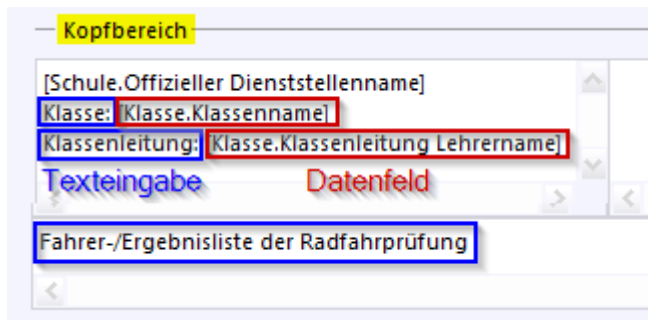 Kopfbereich
[Schule.Offizieller Dienststellenname]
Klasse: [Klasse.Klassenname]
Klassenleitung: [Klasse.Klassenleitung Lehrername]
Texteingabe Datenfeld
Fahrer-/Ergebnisliste der Radfahrprüfung